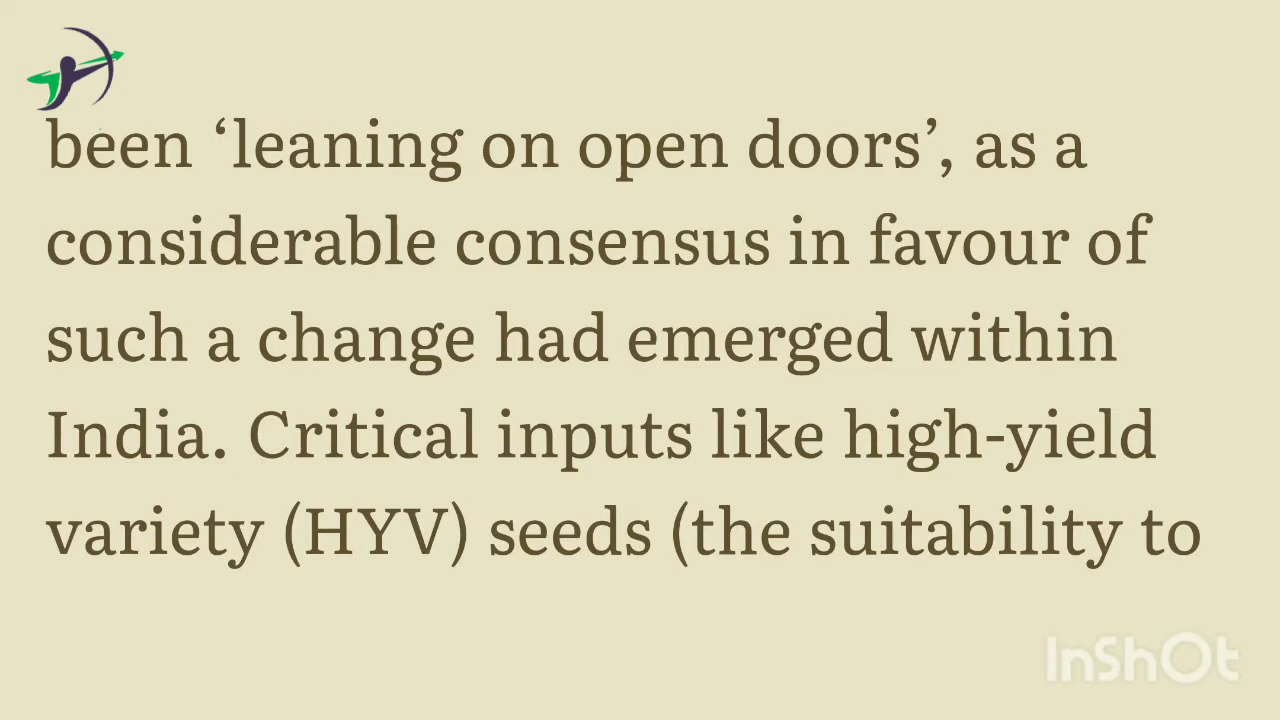 been ‘leaning on open doors’, as a
considerable consensus in favour of
such a change had emerged within
India. Critical inputs like high-yield
variety (HYV) seeds (the suitability to
InShOt